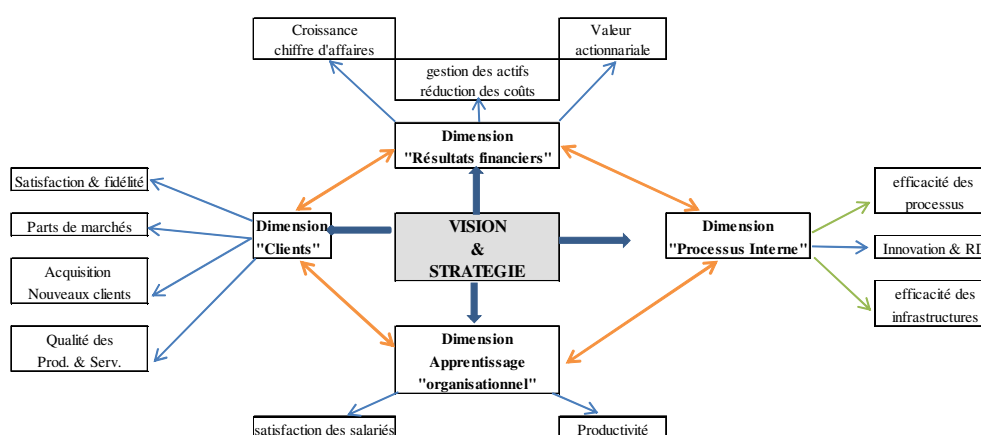 Croissance
chiffre d'affaires
Valeur
actionnariale
gestion des actifs
réduction des coûts
Dimension
"Résultats financiers"
Satisfaction & fidélité
Parts de marchés
Acquisition
Nouveaux clients
Qualité des
Prod. & Serv.
Dimension
"Clients"
VISION
&
STRATEGIE
Dimension
"Processus Interne"
efficacité des
processus
Innovation & RD
efficacité des
infrastructures
Dimension
Apprentissage
"organisationnel"
satisfaction des salariés
Productivité